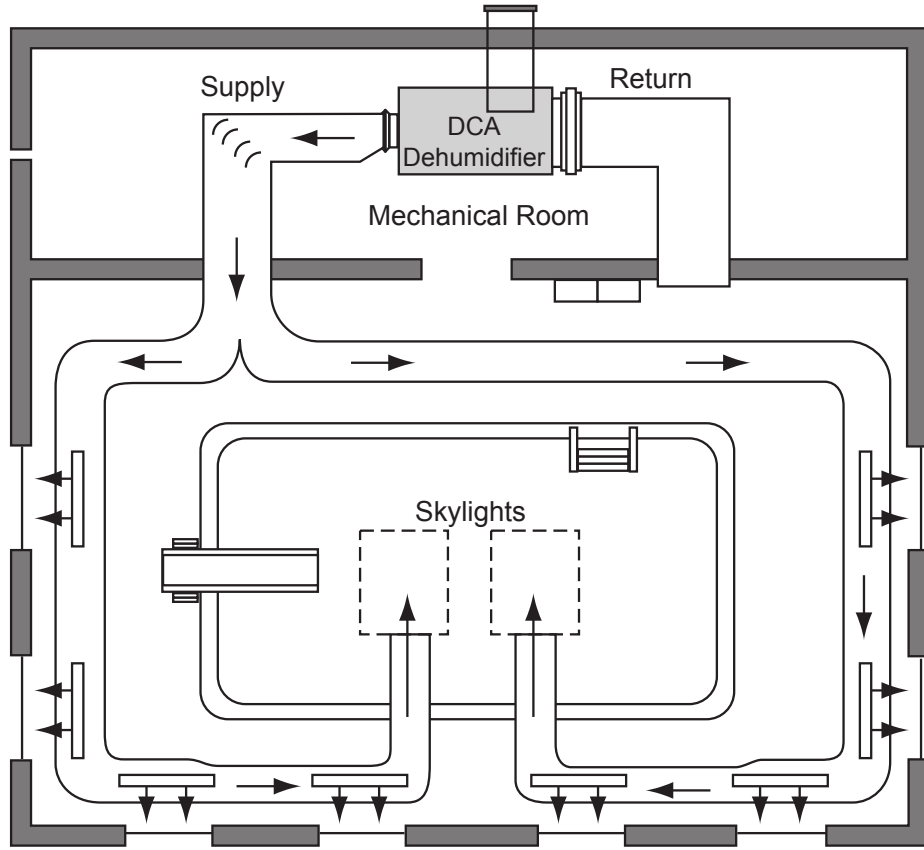 Supply
Return
DCA
Dehumidifier
Mechanical Room
Skylights